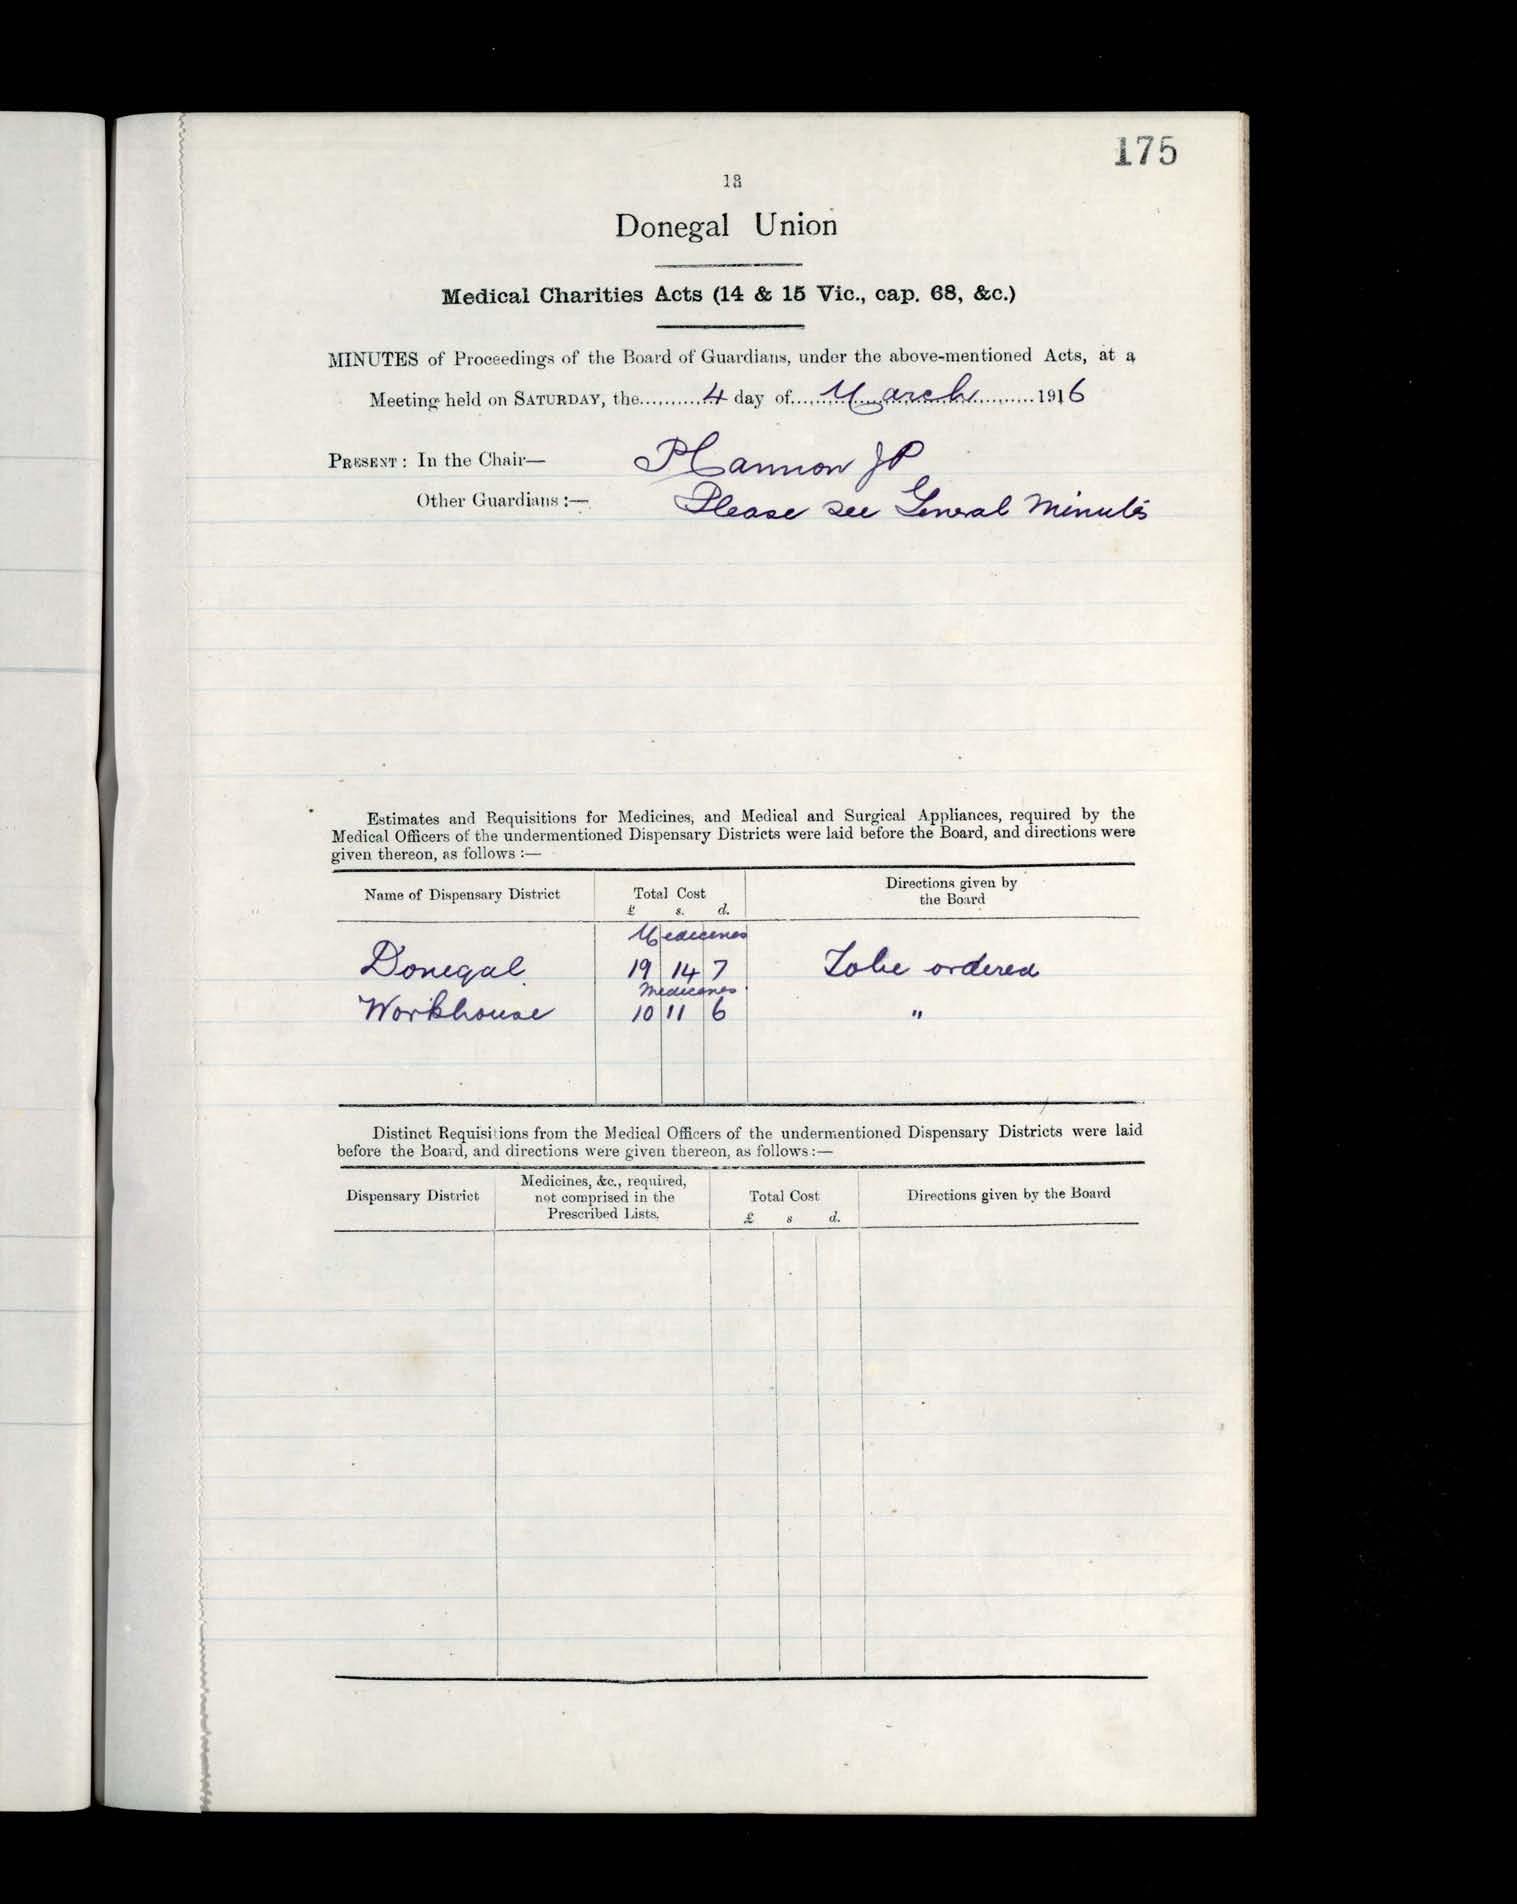 175
13
Donegal Union
Medical Charities Acts (14 & 15 Vic., cap. 68, &c.)
MINUTES of Proceedings of the Board of Guardians, under the above-mentioned Acts, at a
Meeting held on SATURDAY, the 4 day of March 1916
PRESENT: In the Chair— P Cannon JP
Other Guardians:— Please see General Minutes
Estimates and Requisitions for Medicines, and Medical and Surgical Appliances, required by the
Medical Officers of the undermentioned Dispensary Districts were laid before the Board, and directions were
given thereon, as follows:—
Name of Dispensary District Total Cost Directions given by the Board
£ s. d.
Medicines
Donegal 19 14 7 To be ordered
Medicines
Workhouse 10 11 6 "
Distinct Requisitions from the Medical Officers of the undermentioned Dispensary Districts were laid
before the Board, and directions were given thereon, as follows:—
Dispensary District Medicines, &c., required, not comprised in the Prescribed Lists. Total Cost Directions given by the Board
£ s d.